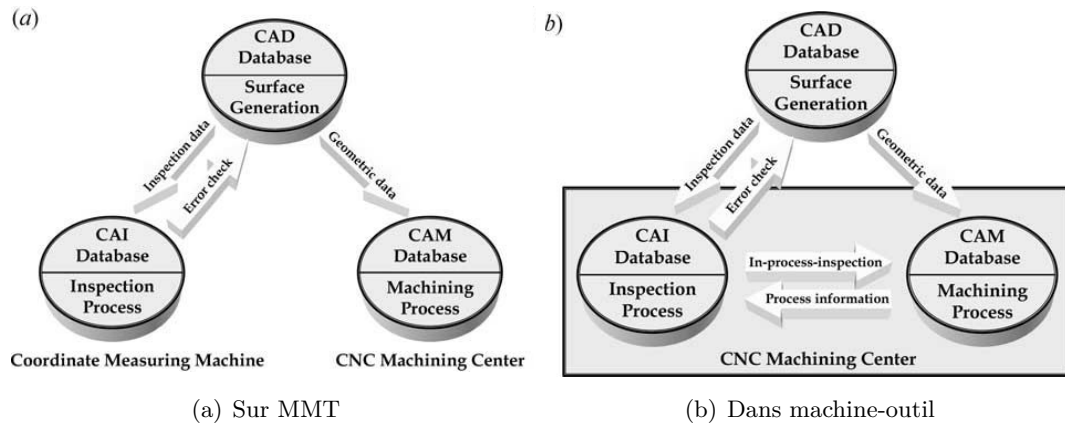 (a)
CAD
Database
Surface
Generation
Inspection data
Error check
Geometric data
CAI
Database
Inspection
Process
CAM
Database
Machining
Process
Coordinate Measuring Machine
CNC Machining Center
(a) Sur MMT
b)
CAD
Database
Surface
Generation
Inspection data
Error check
Geometric data
CAI
Database
Inspection
Process
In-process-inspection
Process information
CAM
Database
Machining
Process
CNC Machining Center
(b) Dans machine-outil